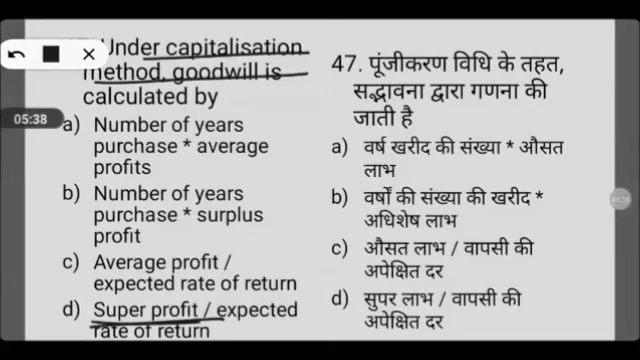 Under capitalisation
method, goodwill is
calculated by
05:38
a) Number of years
purchase * average
profits
b) Number of years
purchase * surplus
profit
c) Average profit /
expected rate of return
d) Super profit / expected
rate of return
47. पूंजीकरण विधि के तहत,
सद्भावना द्वारा गणना की
जाती है
a) वर्ष खरीद की संख्या * औसत
लाभ
b) वर्षों की संख्या की खरीद *
अधिशेष लाभ
c) औसत लाभ / वापसी की
अपेक्षित दर
d) सुपर लाभ / वापसी की
अपेक्षित दर